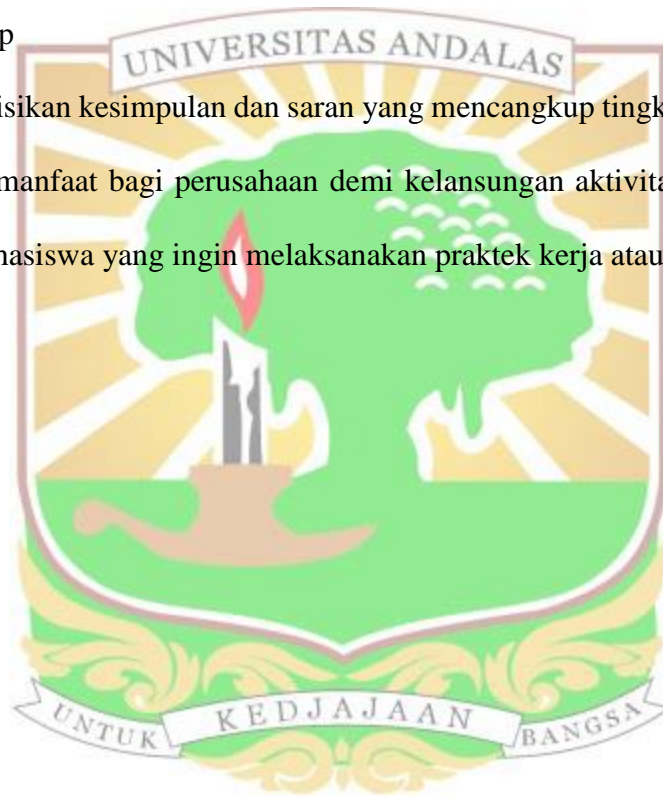 p
UNIVERSITAS ANDALAS
isikan kesimpulan dan saran yang mencangkup tingk
manfaat bagi perusahaan demi kelansungan aktivita
hasiswa yang ingin melaksanakan praktek kerja atau
UNTUK KEDJAJAAN BANGSA